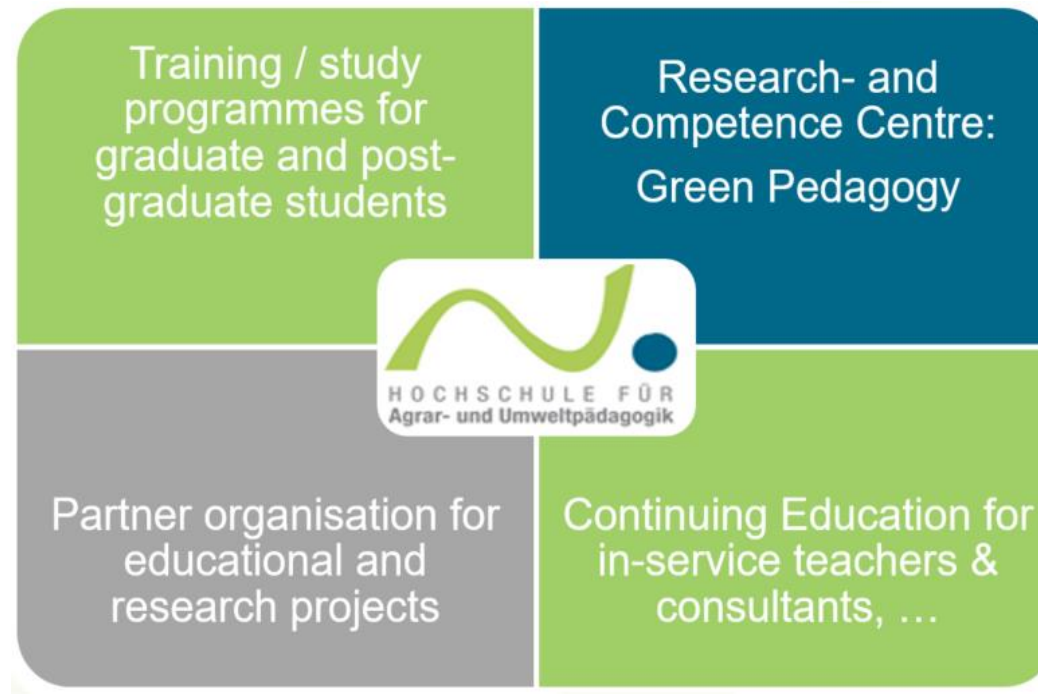 Training / study
programmes for
graduate and post-
graduate students
Research- and
Competence Centre:
Green Pedagogy
HOCHSCHULE FÜR
Agrar- und Umweltpädagogik
Partner organisation for
educational and
research projects
Continuing Education for
in-service teachers &
consultants, …